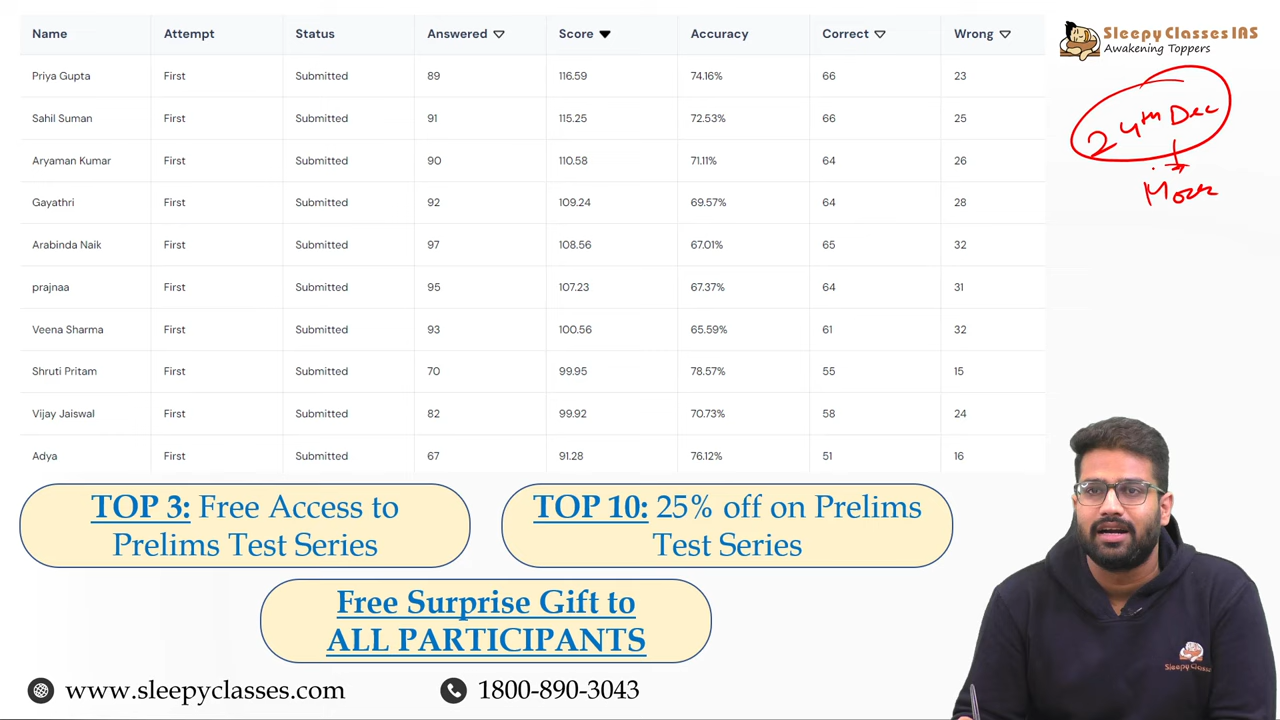 Name Attempt Status Answered Score Accuracy Correct Wrong
Priya Gupta First Submitted 89 116.59 74.16% 66 23
Sahil Suman First Submitted 91 115.25 72.53% 66 25
Aryaman Kumar First Submitted 90 110.58 71.11% 64 26
Gayathri First Submitted 92 109.24 69.57% 64 28
Arabinda Naik First Submitted 97 108.56 67.01% 65 32
prajnaa First Submitted 95 107.23 67.37% 64 31
Veena Sharma First Submitted 93 100.56 65.59% 61 32
Shruti Pritam First Submitted 70 99.95 78.57% 55 15
Vijay Jaiswal First Submitted 82 99.92 70.73% 58 24
Adya First Submitted 67 91.28 76.12% 51 16
Sleepy Classes IAS
Awakening Toppers
24th Dec
TOP 3: Free Access to
Prelims Test Series
TOP 10: 25% off on Prelims
Test Series
Free Surprise Gift to
ALL PARTICIPANTS
www.sleepyclasses.com
1800-890-3043
SleepyClasses